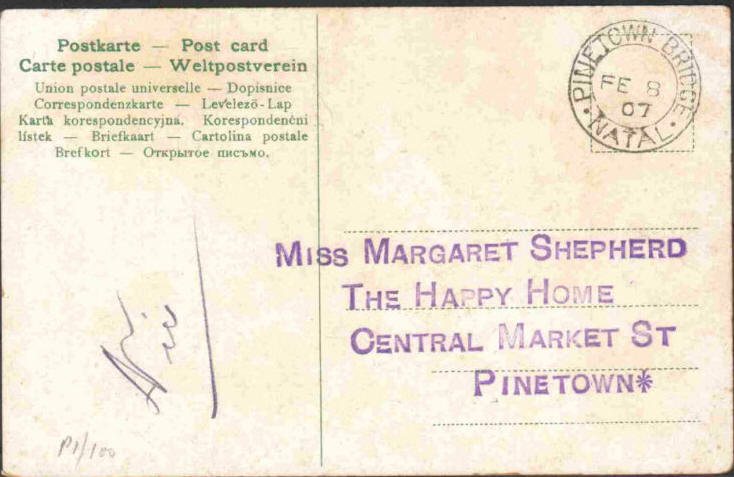 Postkarte — Post card
Carte postale — Weltpostverein
Union postale universelle — Dopisnice
Correspondenzkarte — Levelező-Lap
Karta korespondencyjna, Korespondenčni
lístek — Briefkaart — Cartolina postale
Brefkort — Открытое письмо.
PINETOWN BRIDGE
FE 8
07
NATAL
MISS MARGARET SHEPHERD
THE HAPPY HOME
CENTRAL MARKET ST
PINETOWN*
P1/100